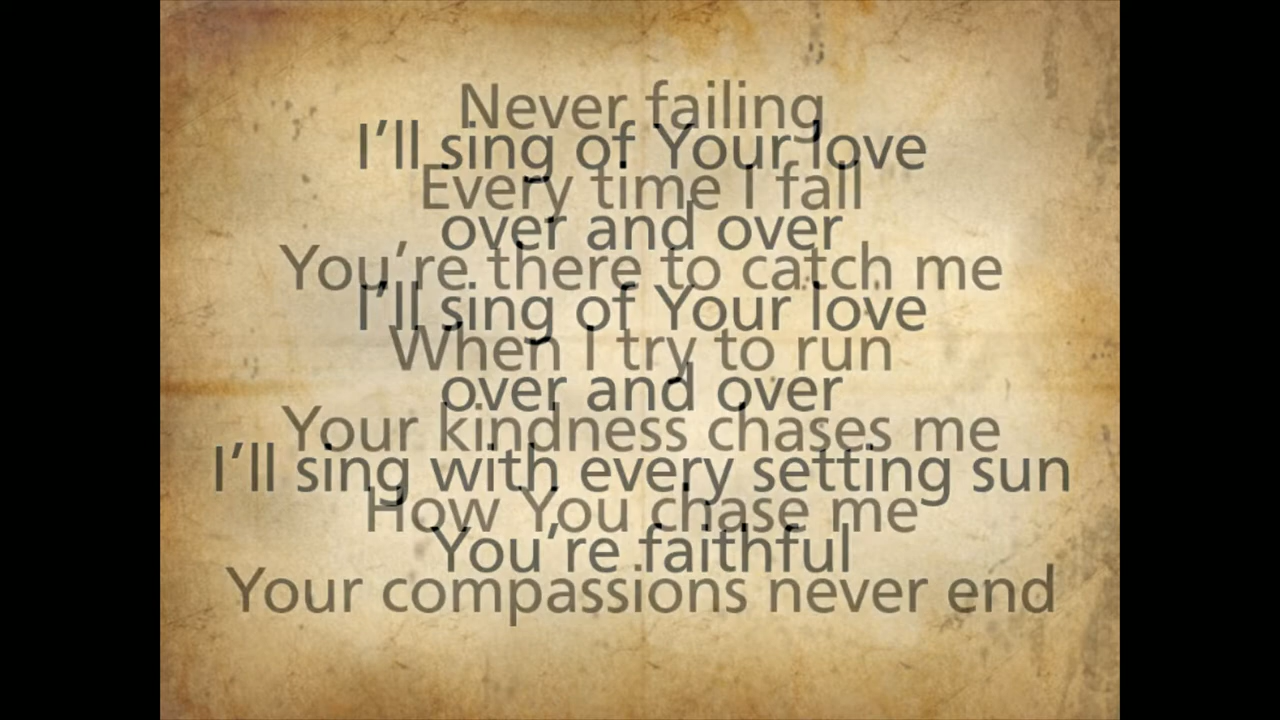 Never failing
I’ll sing of Your love
Every time I fall
over and over
You’re there to catch me
I’ll sing of Your love
When I try to run
over and over
Your kindness chases me
I’ll sing with every setting sun
How You chase me
You’re faithful
Your compassions never end